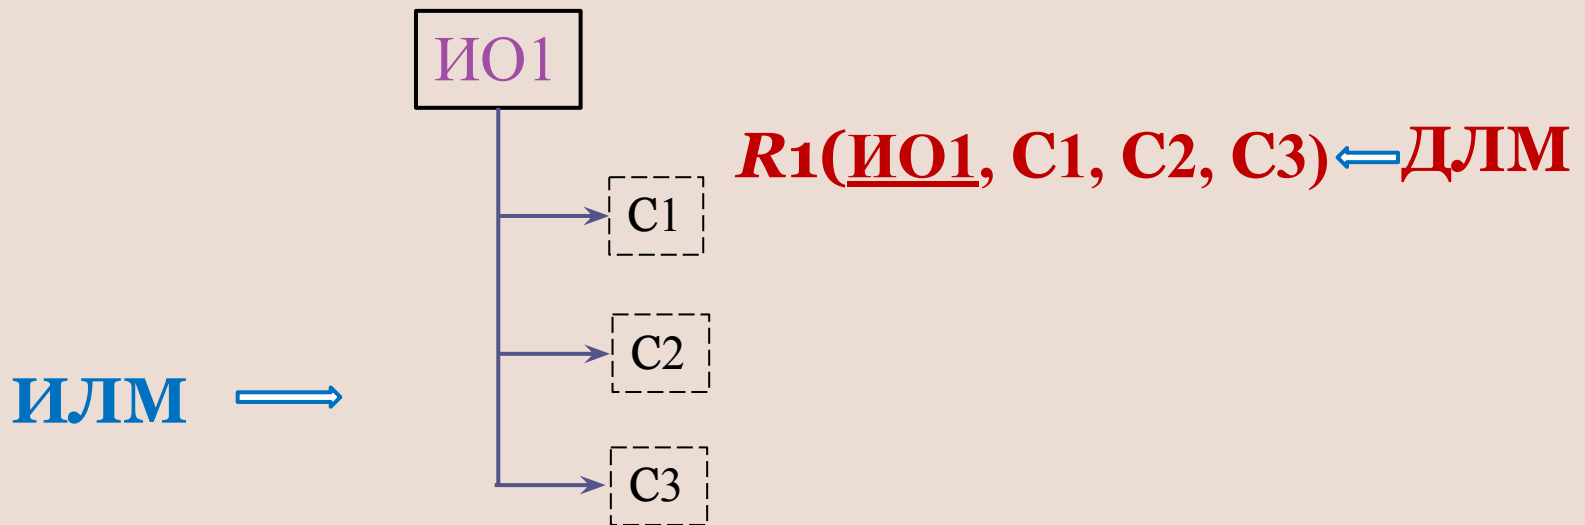 ИО1
R1(ИО1, С1, С2, С3)
ДЛМ
С1
С2
ИЛМ
С3